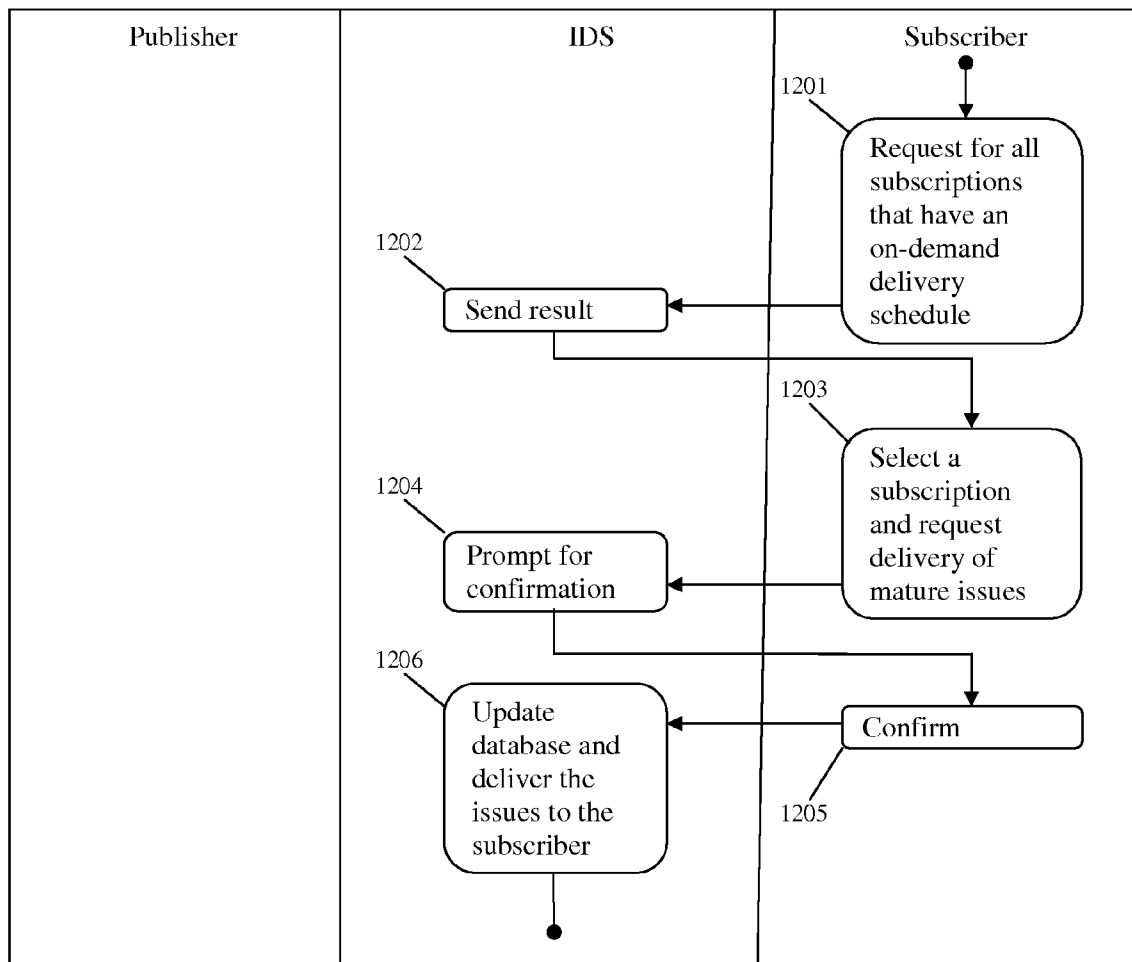 Publisher
IDS
Subscriber
1201
Request for all
subscriptions
that have an
on-demand
delivery
schedule
1202
Send result
1203
Select a
subscription
and request
delivery of
mature issues
1204
Prompt for
confirmation
1205
Confirm
1206
Update
database and
deliver the
issues to the
subscriber